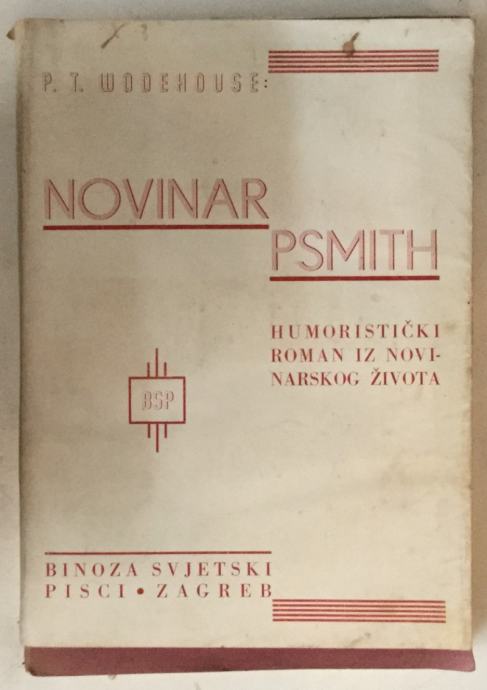 P. T. WODEHOUSE:
NOVINAR
PSMITH
HUMORISTIČKI
ROMAN IZ NOVI-
NARSKOG ŽIVOTA
BSP
BINOZA SVJETSKI
PISCI • ZAGREB